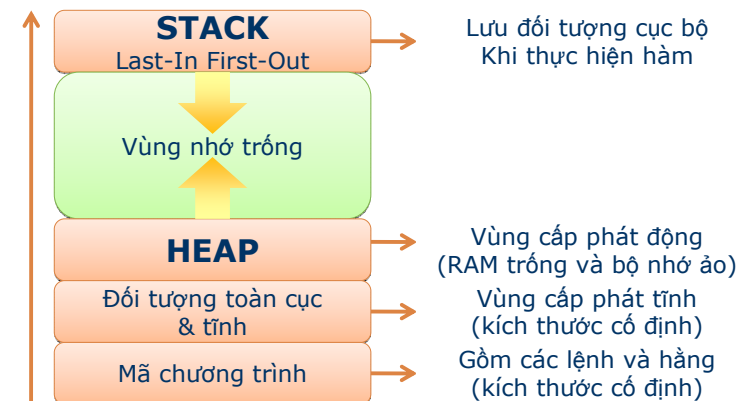 STACK
Last-In First-Out
Lưu đối tượng cục bộ
Khi thực hiện hàm
Vùng nhớ trống
HEAP
Vùng cấp phát động
(RAM trống và bộ nhớ ảo)
Đối tượng toàn cục
& tĩnh
Vùng cấp phát tĩnh
(kích thước cố định)
Mã chương trình
Gồm các lệnh và hằng
(kích thước cố định)